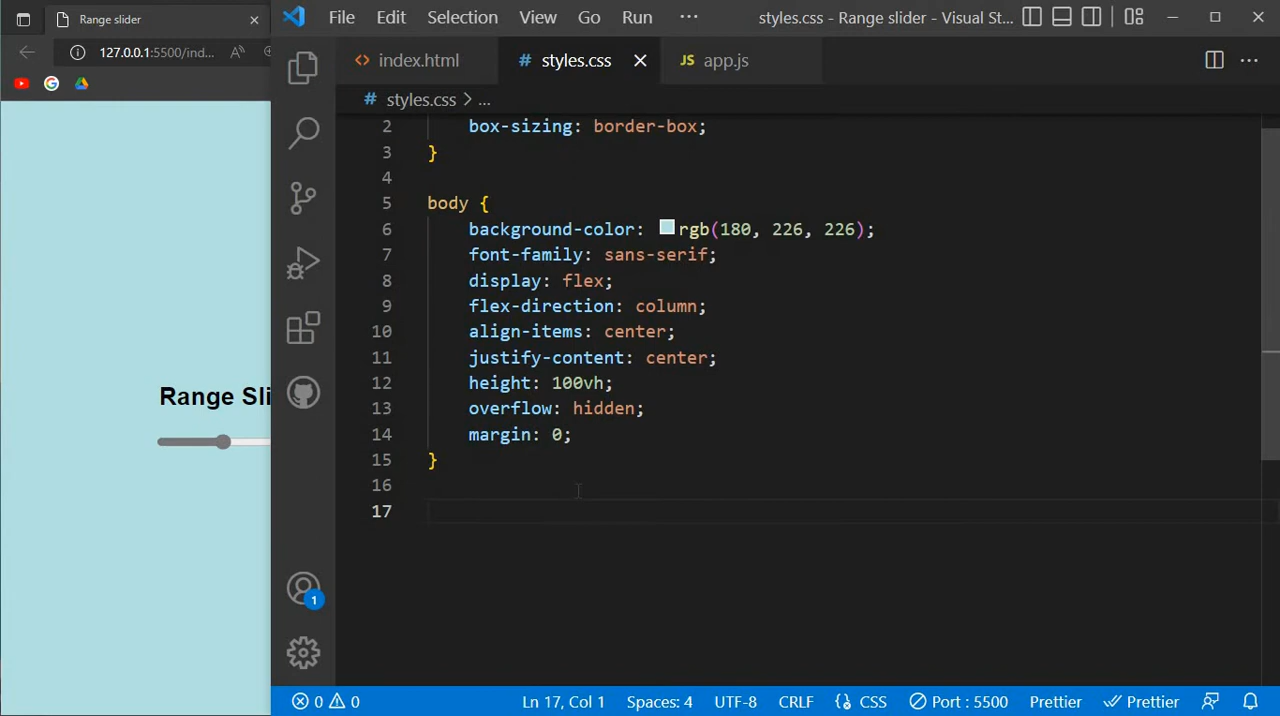 Range slider
File Edit Selection View Go Run ··· styles.css - Range slider - Visual St...
127.0.0.1:5500/ind...
index.html
# styles.css
JS app.js
# styles.css > ...
2 box-sizing: border-box;
3 }
4
5 body {
6 background-color: rgb(180, 226, 226);
7 font-family: sans-serif;
8 display: flex;
9 flex-direction: column;
10 align-items: center;
11 justify-content: center;
12 height: 100vh;
13 overflow: hidden;
14 margin: 0;
15 }
16
17
Range Sli
1
0 0 Ln 17, Col 1 Spaces: 4 UTF-8 CRLF CSS Port : 5500 Prettier Prettier